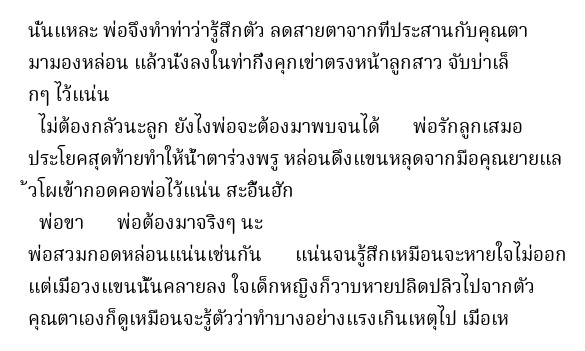 นั่นแหละ พ่อจึงทำท่าว่ารู้สึกตัว ลดสายตาจากที่ประสานกับคุณตา
มามองหล่อน แล้วนั่งลงในท่ากึ่งคุกเข่าตรงหน้าลูกสาว จับบ่าเล็
กๆ ไว้แน่น
ไม่ต้องกลัวนะลูก ยังไงพ่อจะต้องมาพบจนได้ พ่อรักลูกเสมอ
ประโยคสุดท้ายทำให้น้ำตาร่วงพรู หล่อนดึงแขนหลุดจากมือคุณยายแล
้วโผเข้ากอดคอพ่อไว้แน่น สะอื้นฮัก
พ่อขา พ่อต้องมาจริงๆ นะ
พ่อสวมกอดหล่อนแน่นเช่นกัน แน่นจนรู้สึกเหมือนจะหายใจไม่ออก
แต่เมื่อวงแขนนั้นคลายลง ใจเด็กหญิงก็วาบหายปลิดปลิวไปจากตัว
คุณตาเองก็ดูเหมือนจะรู้ตัวว่าทำบางอย่างแรงเกินเหตุไป เมื่อเห